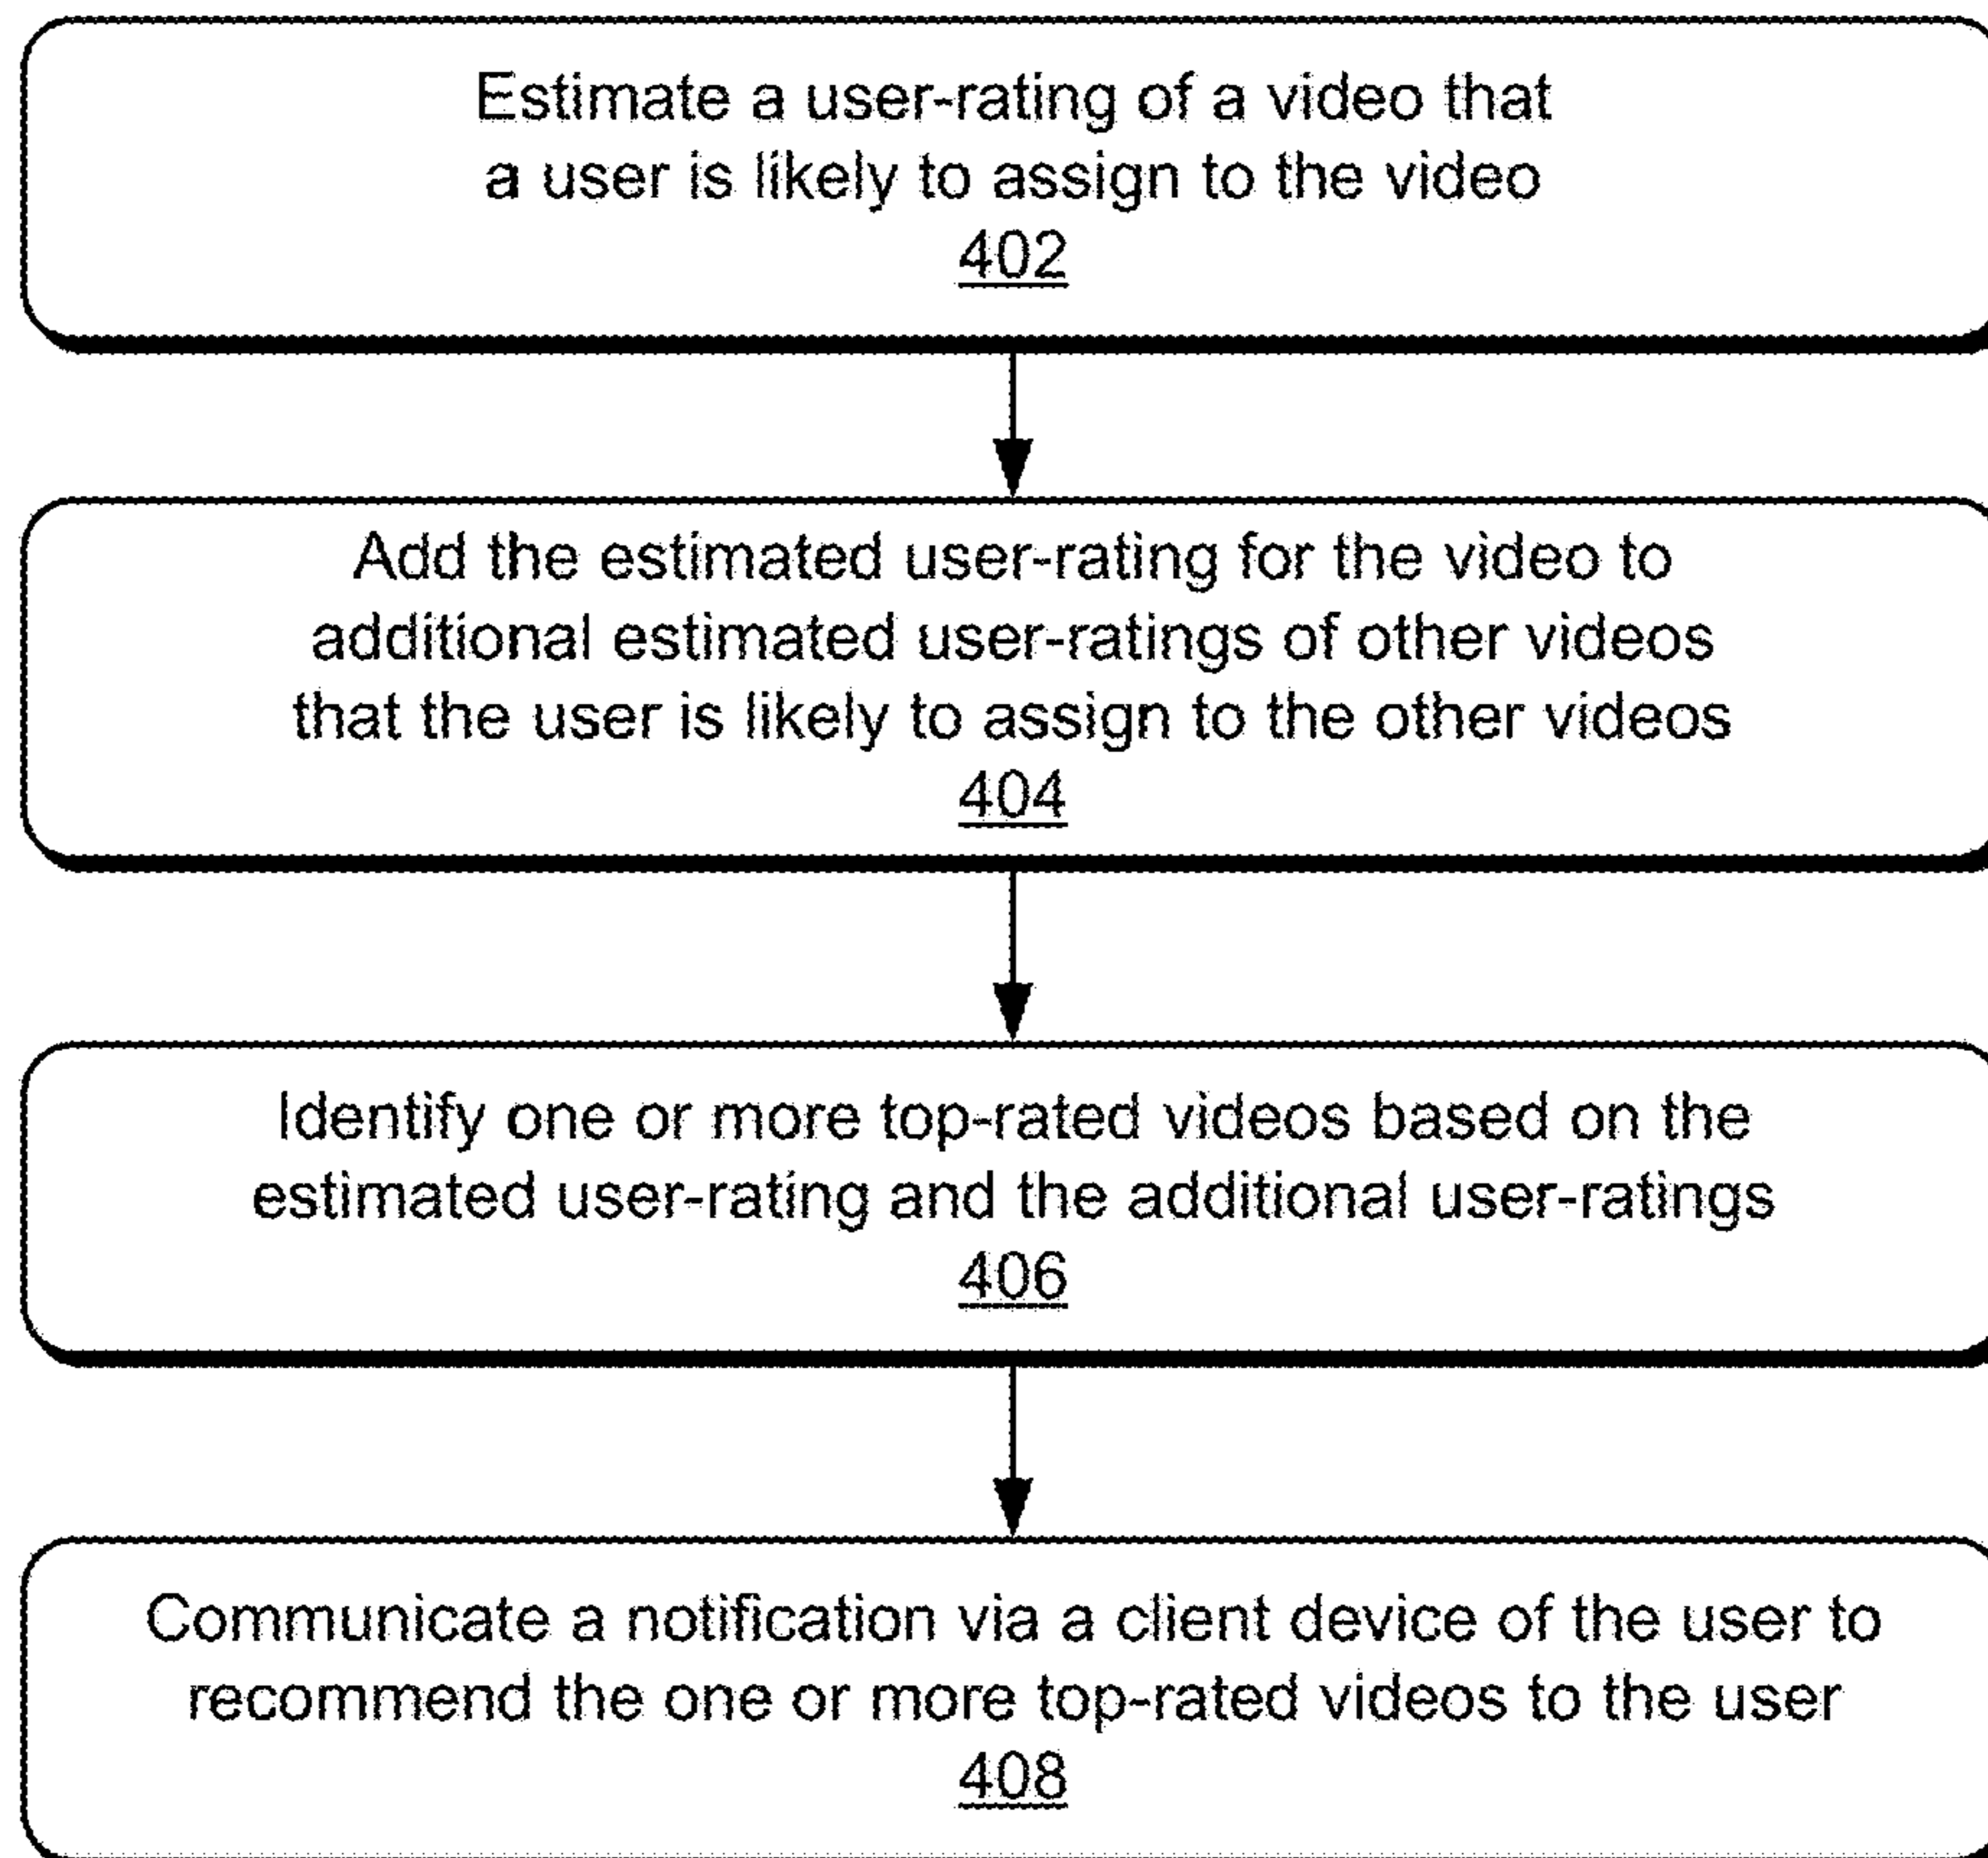 Estimate a user-rating of a video that
a user is likely to assign to the video
402
Add the estimated user-rating for the video to
additional estimated user-ratings of other videos
that the user is likely to assign to the other videos
404
Identify one or more top-rated videos based on the
estimated user-rating and the additional user-ratings
406
Communicate a notification via a client device of the user to
recommend the one or more top-rated videos to the user
408